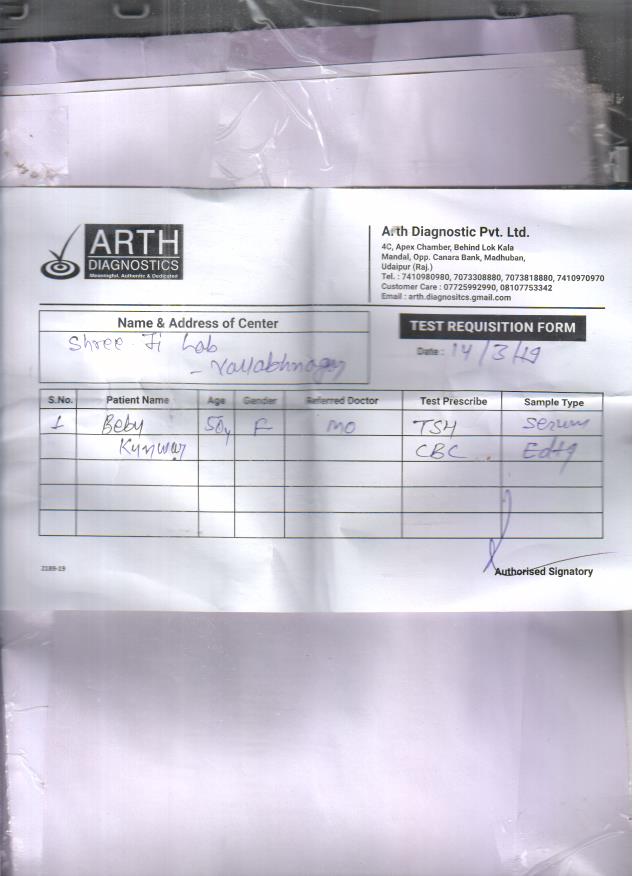 ARTH
DIAGNOSTICS
Meaningful, Authentic & Dedicated
Arth Diagnostic Pvt. Ltd.
4C, Apex Chamber, Behind Lok Kala
Mandal, Opp. Canara Bank, Madhuban,
Udaipur (Raj.)
Tel. : 7410980980, 7073308880, 7073818880, 7410970970
Customer Care : 07725992990, 08107753342
Email : arth.diagnositcs.gmail.com
Name & Address of Center
Shree Ji Lab
- Vallabhnagar
TEST REQUISITION FORM
Date : 14/3/19
S.No. Patient Name Age Gender Referred Doctor Test Prescribe Sample Type
1 Beby 50y F MO TSH Serum
Kunwar CBC Edta
2189-19
Authorised Signatory